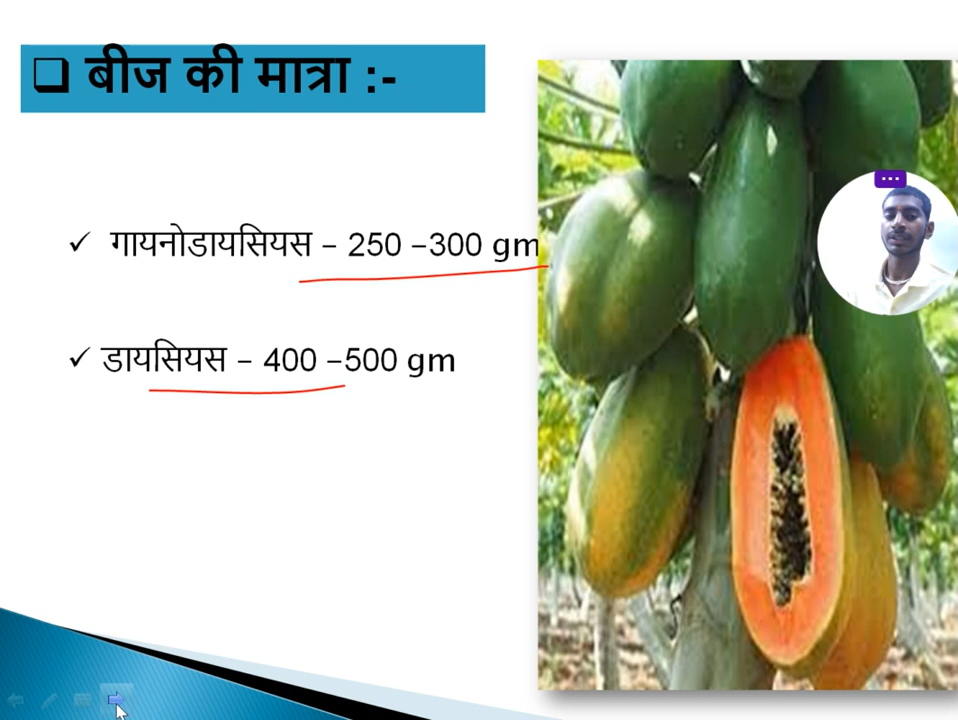 ❑ बीज की मात्रा :-
✓ गायनोडायसियस – 250 –300 gm
✓ डायसियस – 400 –500 gm